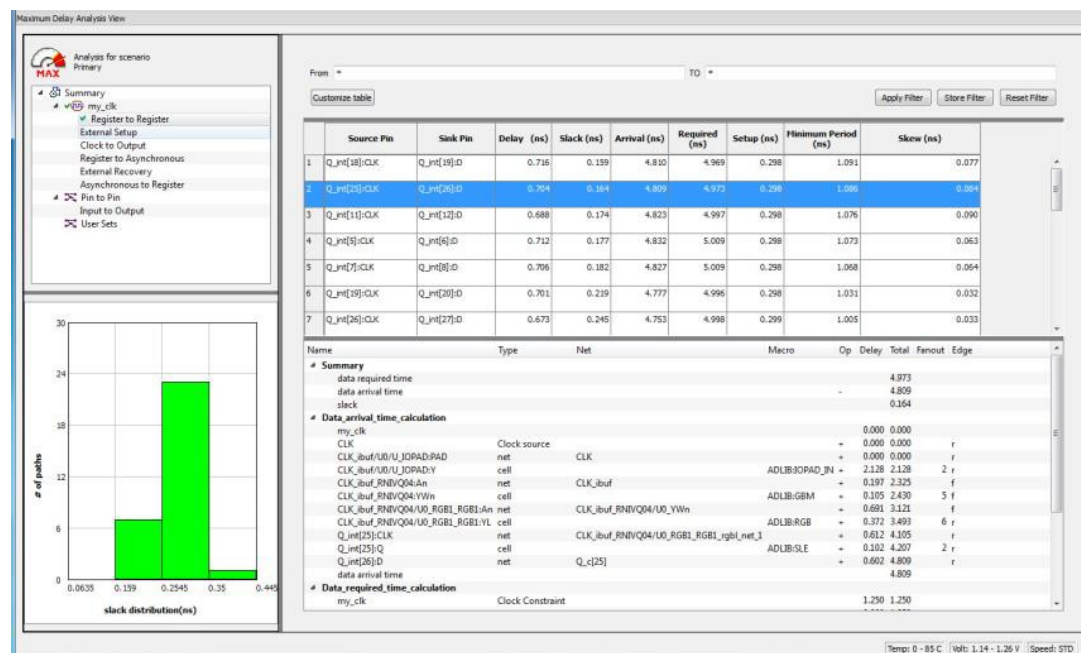 Maximum Delay Analysis View
Analysis for scenario
Primary
MAX
Summary
my_clk
Register to Register
External Setup
Clock to Output
Register to Asynchronous
External Recovery
Asynchronous to Register
Pin to Pin
Input to Output
User Sets
From * TO *
Customize table Apply Filter Store Filter Reset Filter
Source Pin Sink Pin Delay (ns) Slack (ns) Arrival (ns) Required (ns) Setup (ns) Minimum Period (ns) Skew (ns)
1 Q_int[18]:CLK Q_int[19]:D 0.716 0.159 4.810 4.969 0.298 1.091 0.077
2 Q_int[25]:CLK Q_int[26]:D 0.704 0.164 4.809 4.973 0.298 1.086 0.084
3 Q_int[11]:CLK Q_int[12]:D 0.688 0.174 4.823 4.997 0.298 1.076 0.090
4 Q_int[5]:CLK Q_int[6]:D 0.712 0.177 4.832 5.009 0.298 1.073 0.063
5 Q_int[7]:CLK Q_int[8]:D 0.706 0.182 4.827 5.009 0.298 1.068 0.064
6 Q_int[19]:CLK Q_int[20]:D 0.701 0.219 4.777 4.996 0.298 1.031 0.032
7 Q_int[26]:CLK Q_int[27]:D 0.673 0.245 4.753 4.998 0.299 1.005 0.033
30
24
18
12
6
0
# of paths
0.0635 0.159 0.2545 0.35 0.445
slack distribution(ns)
Name Type Net Macro Op Delay Total Fanout Edge
Summary
data required time 4.973
data arrival time - 4.809
slack 0.164
Data_arrival_time_calculation
my_clk 0.000 0.000
CLK Clock source + 0.000 0.000 r
CLK_ibuf/U0/U_IOPAD:PAD net CLK + 0.000 0.000 r
CLK_ibuf/U0/U_IOPAD:Y cell ADLIB:IOPAD_IN + 2.128 2.128 2 r
CLK_ibuf_RNIVQ04:An net CLK_ibuf + 0.197 2.325 f
CLK_ibuf_RNIVQ04:YWn cell ADLIB:GBM + 0.105 2.430 5 f
CLK_ibuf_RNIVQ04/U0_RGB1_RGB1:An net CLK_ibuf_RNIVQ04/U0_YWn + 0.691 3.121 f
CLK_ibuf_RNIVQ04/U0_RGB1_RGB1:YL cell ADLIB:RGB + 0.372 3.493 6 r
Q_int[25]:CLK net CLK_ibuf_RNIVQ04/U0_RGB1_RGB1_rgbl_net_1 + 0.612 4.105 r
Q_int[25]:Q cell ADLIB:SLE + 0.102 4.207 2 r
Q_int[26]:D net Q_c[25] + 0.602 4.809 r
data arrival time 4.809
Data_required_time_calculation
my_clk Clock Constraint 1.250 1.250
Temp: 0 - 85 C Volt: 1.14 - 1.26 V Speed: STD